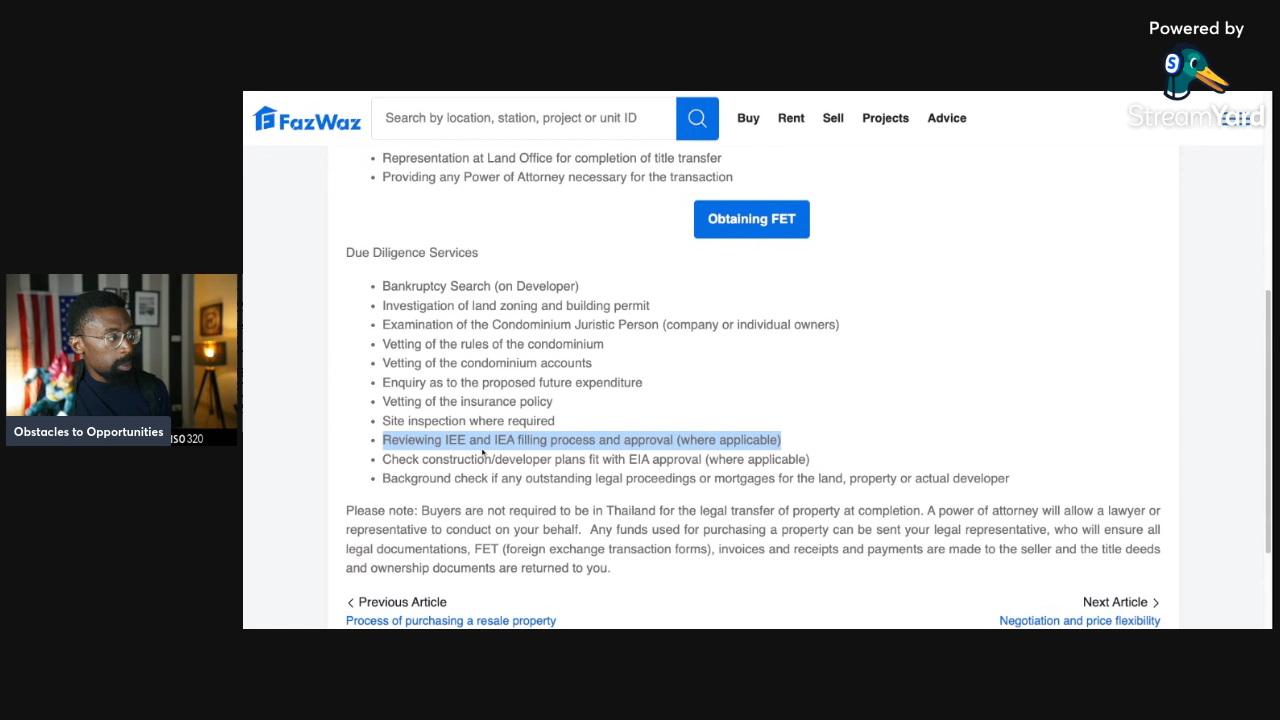 Powered by
S
StreamYard
FazWaz
Search by location, station, project or unit ID
Buy
Rent
Sell
Projects
Advice
Representation at Land Office for completion of title transfer
Providing any Power of Attorney necessary for the transaction
Obtaining FET
Due Diligence Services
Bankruptcy Search (on Developer)
Investigation of land zoning and building permit
Examination of the Condominium Juristic Person (company or individual owners)
Vetting of the rules of the condominium
Vetting of the condominium accounts
Enquiry as to the proposed future expenditure
Vetting of the insurance policy
Site inspection where required
Reviewing IEE and IEA filling process and approval (where applicable)
Check construction/developer plans fit with EIA approval (where applicable)
Background check if any outstanding legal proceedings or mortgages for the land, property or actual developer
Please note: Buyers are not required to be in Thailand for the legal transfer of property at completion. A power of attorney will allow a lawyer or
representative to conduct on your behalf. Any funds used for purchasing a property can be sent your legal representative, who will ensure all
legal documentations, FET (foreign exchange transaction forms), invoices and receipts and payments are made to the seller and the title deeds
and ownership documents are returned to you.
Previous Article
Next Article
Process of purchasing a resale property
Negotiation and price flexibility
Obstacles to Opportunities
ISO 320